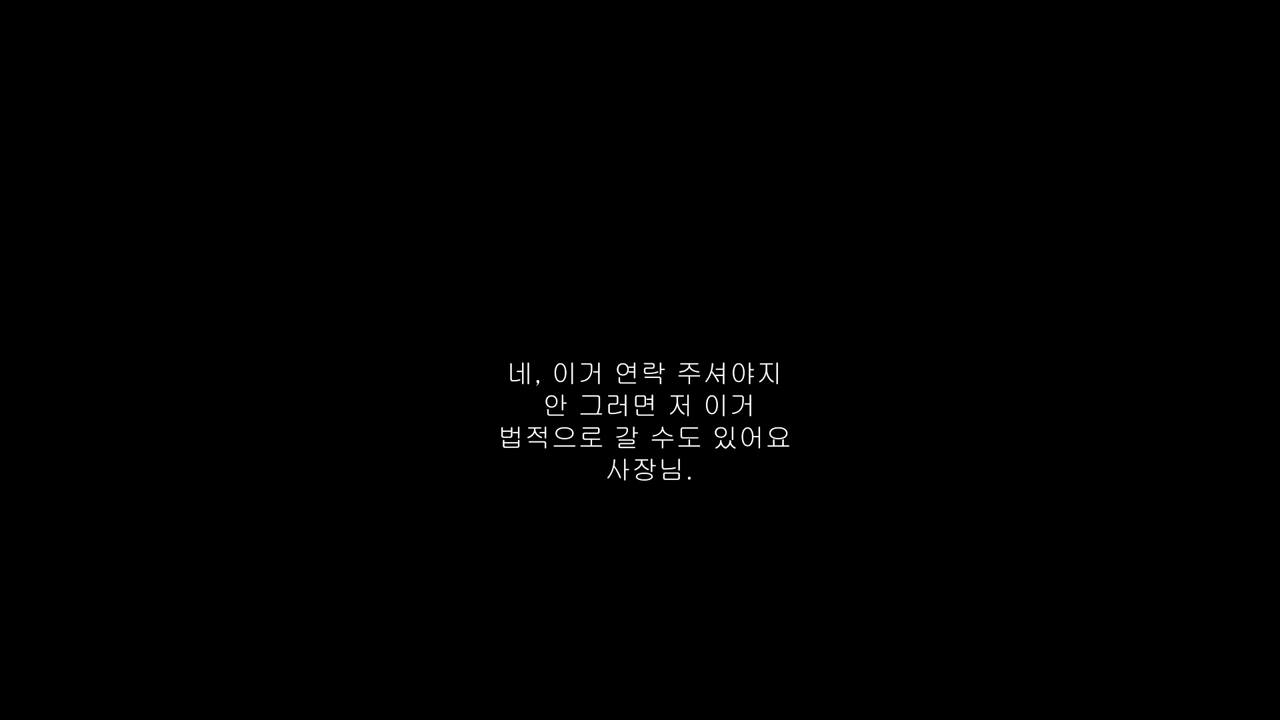 네, 이거 연락 주셔야지
안 그러면 저 이거
법적으로 갈 수도 있어요
사장님.